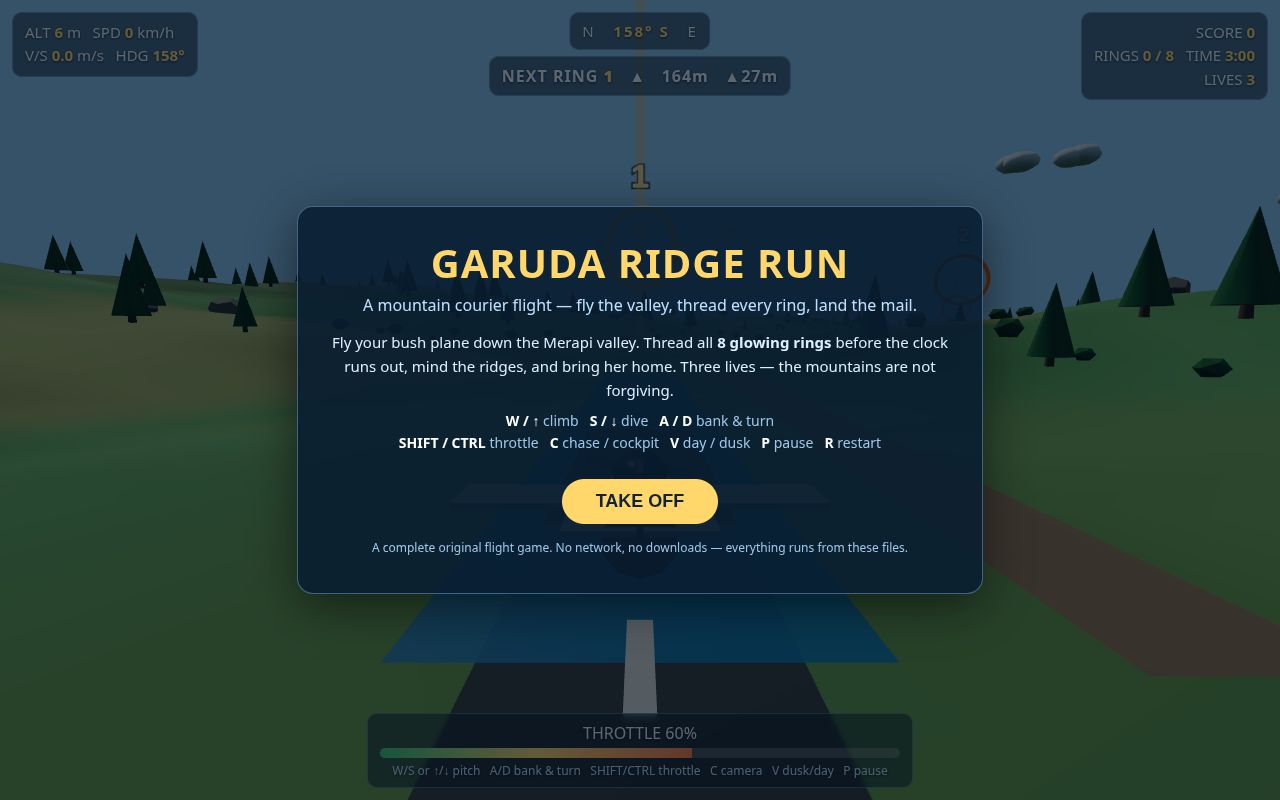 ALT 6 m SPD 0 km/h
V/S 0.0 m/s HDG 158°
N 158° S E
NEXT RING 1 ▲ 164m ▲27m
SCORE 0
RINGS 0 / 8 TIME 3:00
LIVES 3
1
2
GARUDA RIDGE RUN
A mountain courier flight — fly the valley, thread every ring, land the mail.
Fly your bush plane down the Merapi valley. Thread all 8 glowing rings before the clock
runs out, mind the ridges, and bring her home. Three lives — the mountains are not
forgiving.
W / ↑ climb S / ↓ dive A / D bank & turn
SHIFT / CTRL throttle C chase / cockpit V day / dusk P pause R restart
TAKE OFF
A complete original flight game. No network, no downloads — everything runs from these files.
THROTTLE 60%
W/S or ↑/↓ pitch A/D bank & turn SHIFT/CTRL throttle C camera V dusk/day P pause